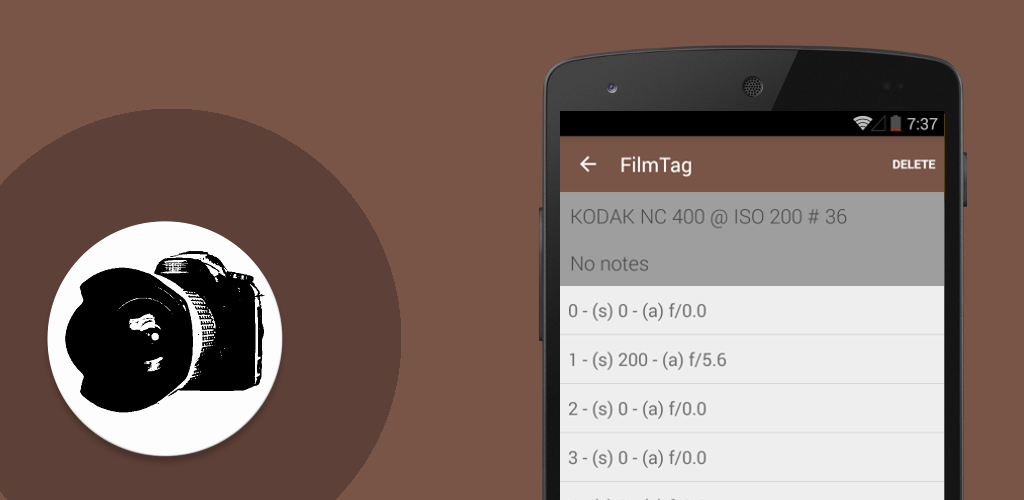 7:37
FilmTag
DELETE
KODAK NC 400 @ ISO 200 # 36
No notes
0 - (s) 0 - (a) f/0.0
1 - (s) 200 - (a) f/5.6
2 - (s) 0 - (a) f/0.0
3 - (s) 0 - (a) f/0.0